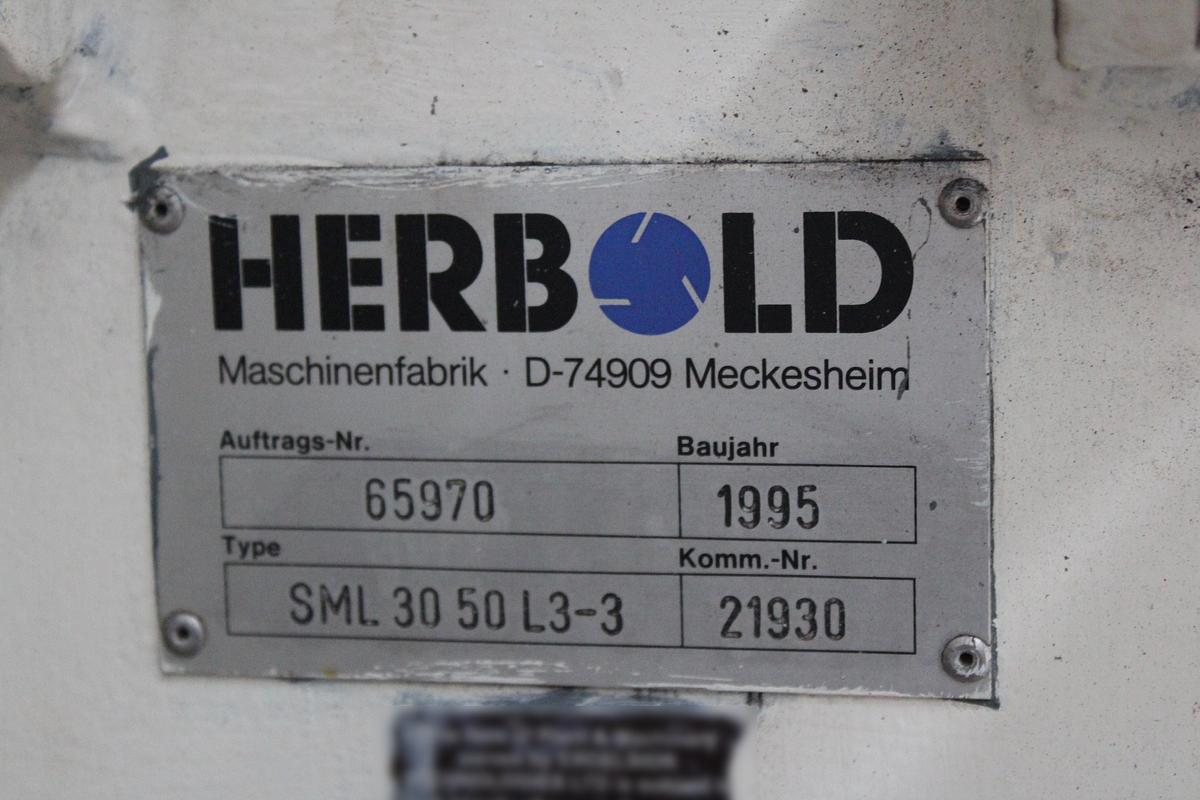 HERBOLD
Maschinenfabrik · D-74909 Meckesheim
Auftrags-Nr. Baujahr
65970 1995
Type Komm.-Nr.
SML 30 50 L3-3 21930